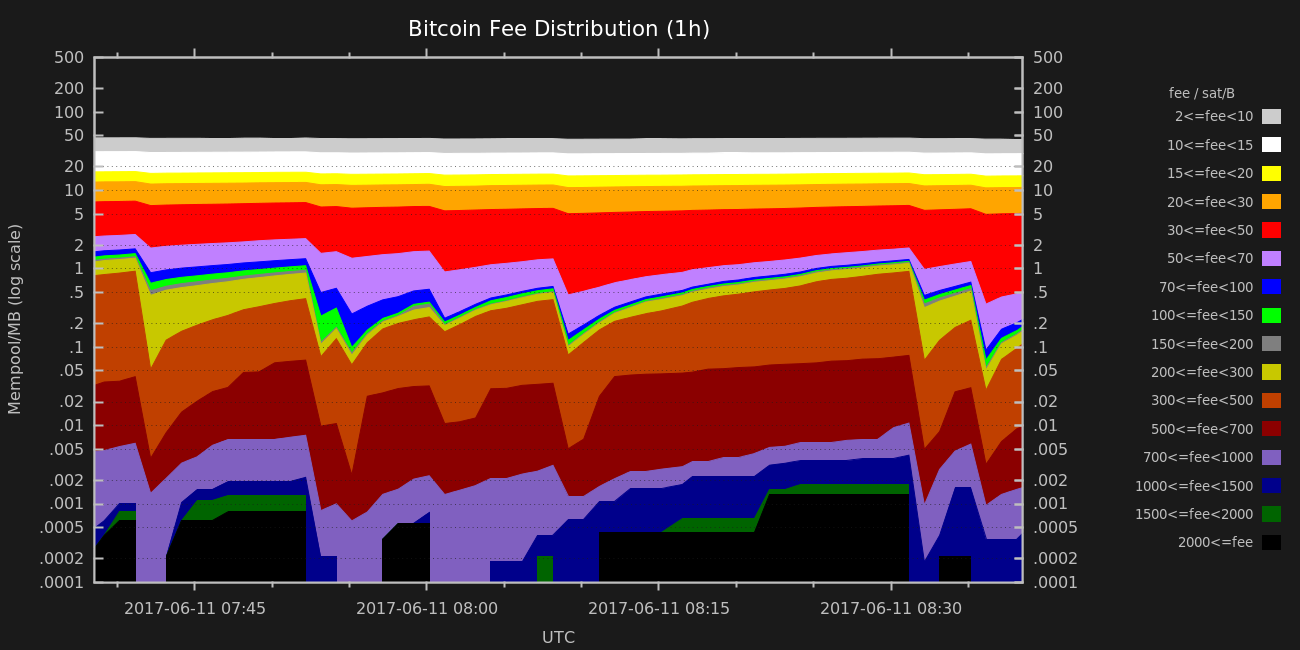 Bitcoin Fee Distribution (1h)
500 500
200 200
100 100
50 50
20 20
10 10
5 5
2 2
1 1
.5 .5
.2 .2
.1 .1
.05 .05
.02 .02
.01 .01
.005 .005
.002 .002
.001 .001
.0005 .0005
.0002 .0002
.0001 .0001
Mempool/MB (log scale)
2017-06-11 07:45 2017-06-11 08:00 2017-06-11 08:15 2017-06-11 08:30
UTC
fee / sat/B
2<=fee<10
10<=fee<15
15<=fee<20
20<=fee<30
30<=fee<50
50<=fee<70
70<=fee<100
100<=fee<150
150<=fee<200
200<=fee<300
300<=fee<500
500<=fee<700
700<=fee<1000
1000<=fee<1500
1500<=fee<2000
2000<=fee